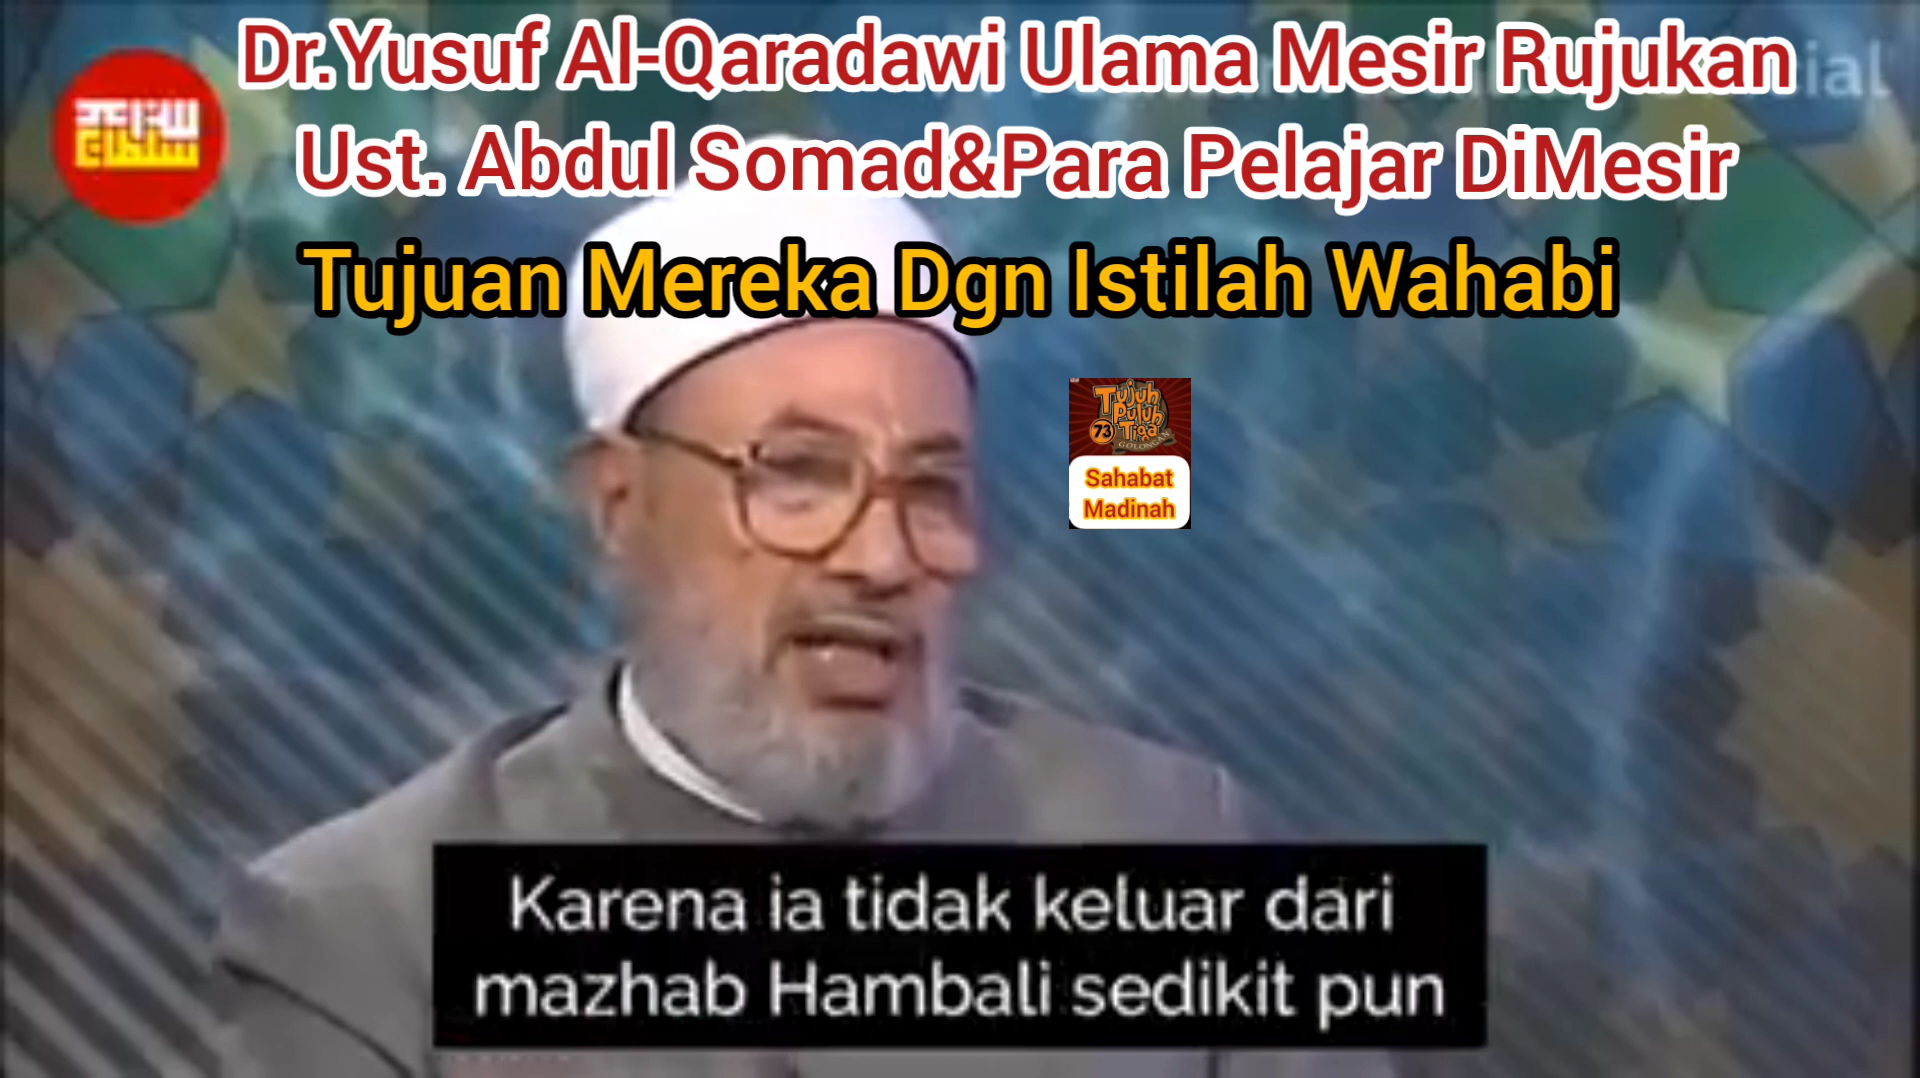 Dr.Yusuf Al-Qaradawi Ulama Mesir Rujukan
Ust. Abdul Somad&Para Pelajar DiMesir
Tujuan Mereka Dgn Istilah Wahabi
Tujuh
Puluh
73 Tiga
GOLONGAN
Sahabat
Madinah
Karena ia tidak keluar dari
mazhab Hambali sedikit pun